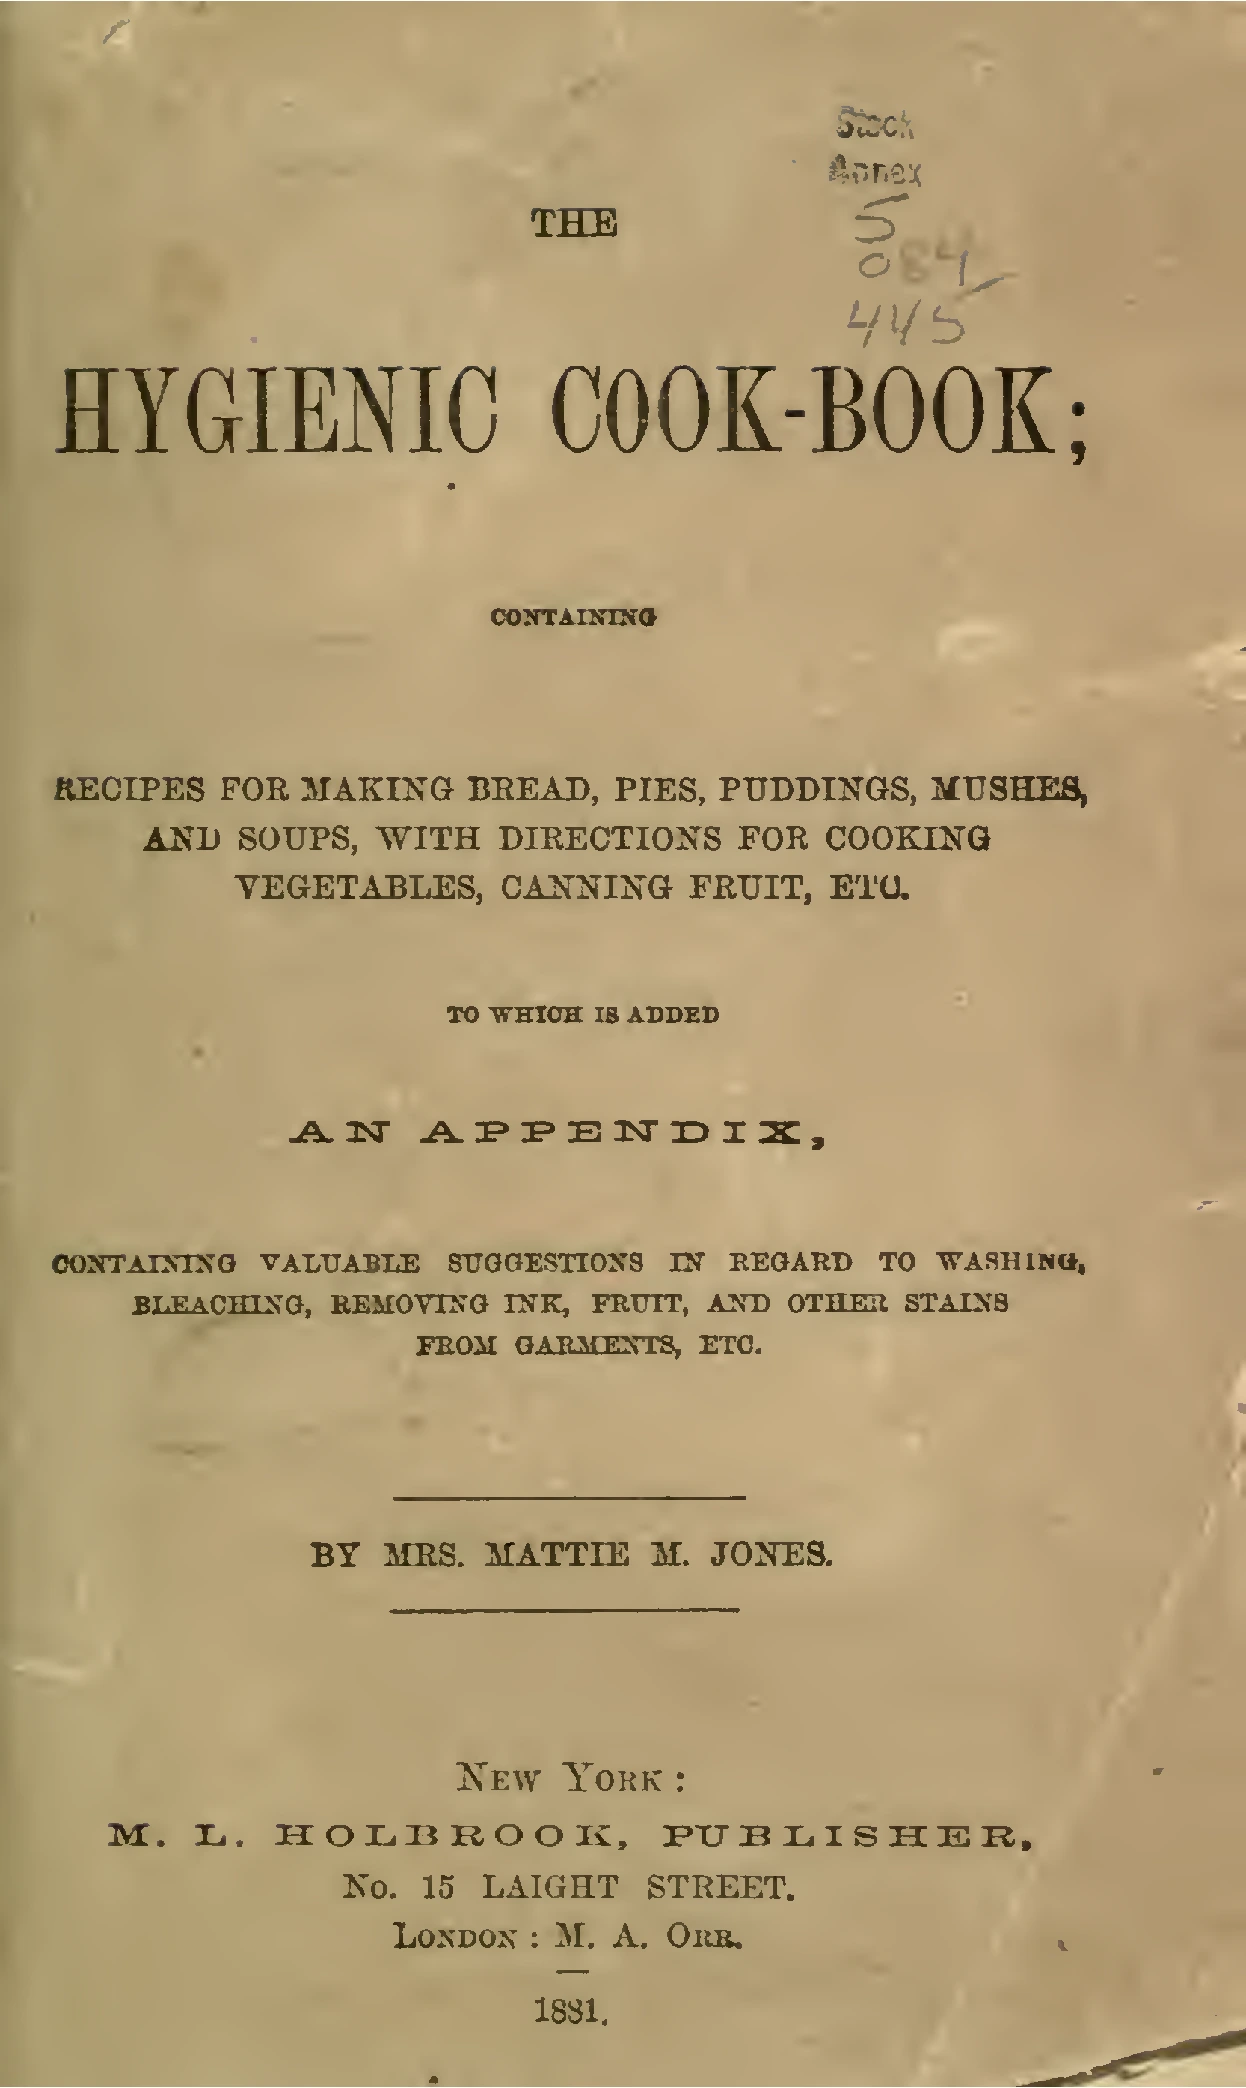 Stack
Annex
5
084
445
THE
HYGIENIC COOK-BOOK;
CONTAINING
RECIPES FOR MAKING BREAD, PIES, PUDDINGS, MUSHES,
AND SOUPS, WITH DIRECTIONS FOR COOKING
VEGETABLES, CANNING FRUIT, ETC.
TO WHICH IS ADDED
AN APPENDIX,
CONTAINING VALUABLE SUGGESTIONS IN REGARD TO WASHING,
BLEACHING, REMOVING INK, FRUIT, AND OTHER STAINS
FROM GARMENTS, ETC.
BY MRS. MATTIE M. JONES.
NEW YORK:
M. L. HOLBROOK, PUBLISHER,
No. 15 LAIGHT STREET.
LONDON: M. A. ORR.
1881.